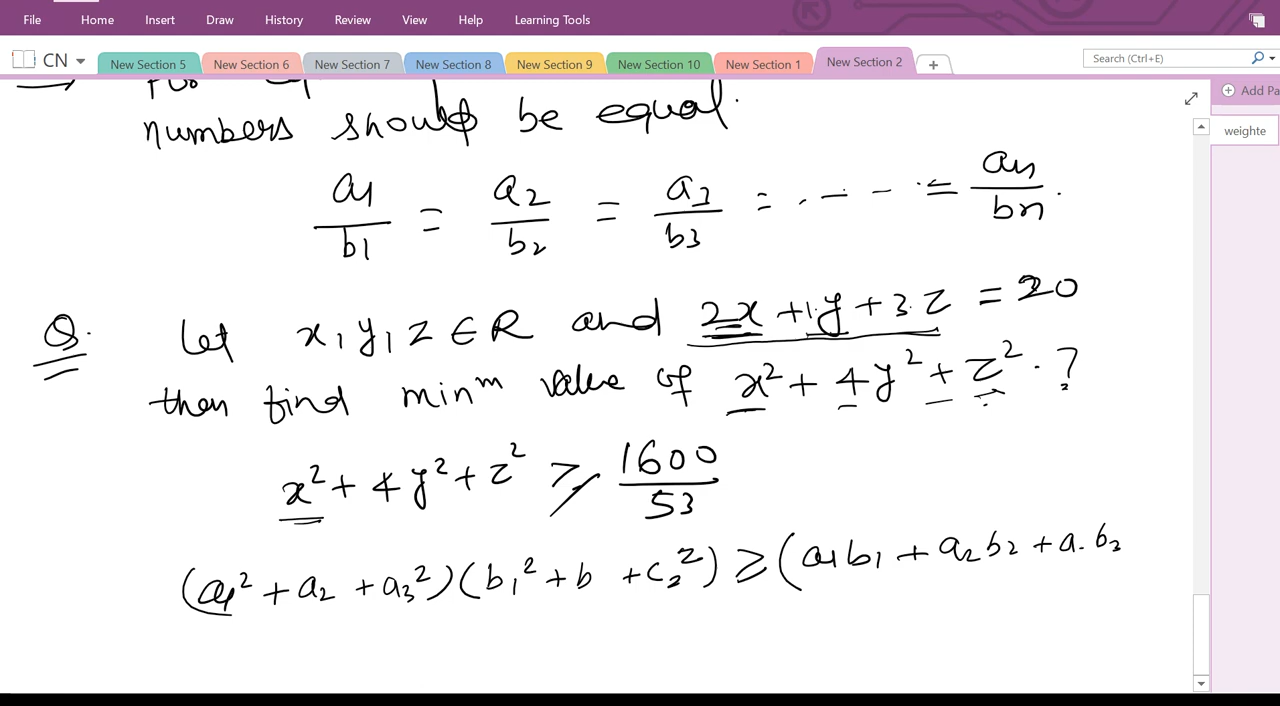 File Home Insert Draw History Review View Help Learning Tools
CN New Section 5 New Section 6 New Section 7 New Section 8 New Section 9 New Section 10 New Section 1 New Section 2 + Search (Ctrl+E)
Add Pa
weighte
numbers should be equal.
a1/b1 = a2/b2 = a3/b3 = . - - . = an/bn.
Q. Let x, y, z ∈ R and 2x + 1.y + 3.z = 20
then find minᵐ value of x² + 4y² + z². ?
x² + 4y² + z² ≥ 1600/53
(a1² + a2 + a3²)(b1² + b + c2²) ≥ (a1b1 + a2b2 + a.b3